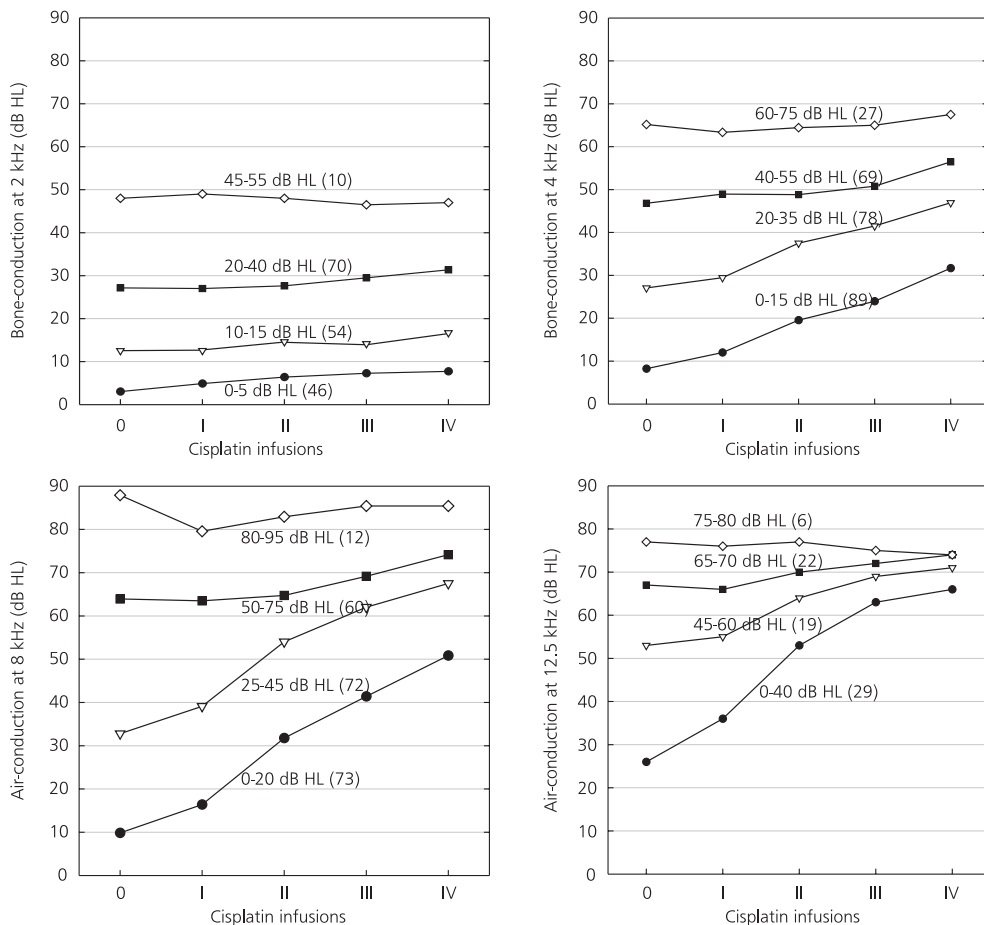 Bone-conduction at 2 kHz (dB HL)
90
80
70
60
50
40
30
20
10
0
45-55 dB HL (10)
20-40 dB HL (70)
10-15 dB HL (54)
0-5 dB HL (46)
0 I II III IV
Cisplatin infusions
Bone-conduction at 4 kHz (dB HL)
90
80
70
60
50
40
30
20
10
0
60-75 dB HL (27)
40-55 dB HL (69)
20-35 dB HL (78)
0-15 dB HL (89)
0 I II III IV
Cisplatin infusions
Air-conduction at 8 kHz (dB HL)
90
80
70
60
50
40
30
20
10
0
80-95 dB HL (12)
50-75 dB HL (60)
25-45 dB HL (72)
0-20 dB HL (73)
0 I II III IV
Cisplatin infusions
Air-conduction at 12.5 kHz (dB HL)
90
80
70
60
50
40
30
20
10
0
75-80 dB HL (6)
65-70 dB HL (22)
45-60 dB HL (19)
0-40 dB HL (29)
0 I II III IV
Cisplatin infusions